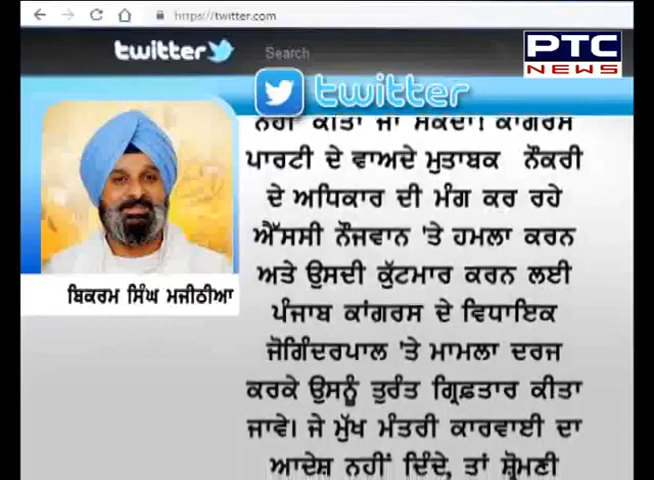 https://twitter.com
twitter
Search
PTC
NEWS
twitter
ਨਹੀਂ ਕੀਤਾ ਜਾ ਸਕਦਾ। ਕਾਂਗਰਸ
ਪਾਰਟੀ ਦੇ ਵਾਅਦੇ ਮੁਤਾਬਕ ਨੌਕਰੀ
ਦੇ ਅਧਿਕਾਰ ਦੀ ਮੰਗ ਕਰ ਰਹੇ
ਐੱਸਸੀ ਨੌਜਵਾਨ 'ਤੇ ਹਮਲਾ ਕਰਨ
ਅਤੇ ਉਸਦੀ ਕੁੱਟਮਾਰ ਕਰਨ ਲਈ
ਪੰਜਾਬ ਕਾਂਗਰਸ ਦੇ ਵਿਧਾਇਕ
ਜੋਗਿੰਦਰਪਾਲ 'ਤੇ ਮਾਮਲਾ ਦਰਜ
ਕਰਕੇ ਉਸਨੂੰ ਤੁਰੰਤ ਗ੍ਰਿਫ਼ਤਾਰ ਕੀਤਾ
ਜਾਵੇ। ਜੇ ਮੁੱਖ ਮੰਤਰੀ ਕਾਰਵਾਈ ਦਾ
ਆਦੇਸ਼ ਨਹੀਂ ਦਿੰਦੇ, ਤਾਂ ਸ਼੍ਰੋਮਣੀ
ਬਿਕਰਮ ਸਿੰਘ ਮਜੀਠੀਆ